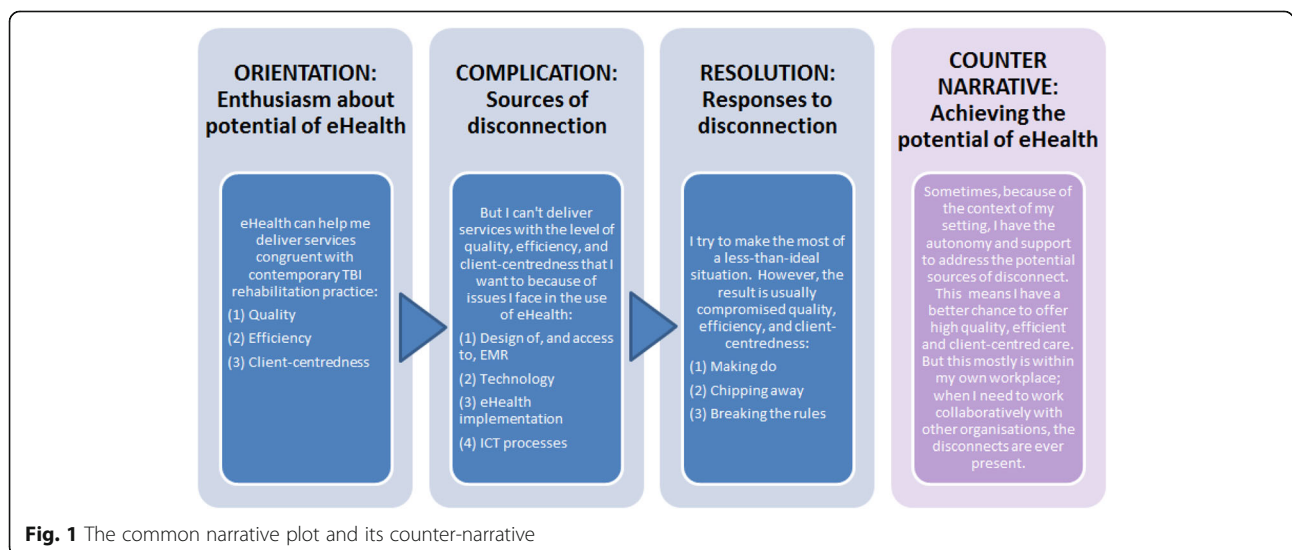 ORIENTATION:
Enthusiasm about
potential of eHealth
eHealth can help me
deliver services
congruent with
contemporary TBI
rehabilitation practice:
(1) Quality
(2) Efficiency
(3) Client-centredness
COMPLICATION:
Sources of
disconnection
But I can't deliver
services with the level of
quality, efficiency, and
client-centredness that I
want to because of
issues I face in the use
of eHealth:
(1) Design of, and access
to, EMR
(2) Technology
(3) eHealth
implementation
(4) ICT processes
RESOLUTION:
Responses to
disconnection
I try to make the most of
a less-than-ideal
situation. However, the
result is usually
compromised quality,
efficiency, and client-
centredness:
(1) Making do
(2) Chipping away
(3) Breaking the rules
COUNTER
NARRATIVE:
Achieving the
potential of eHealth
Sometimes, because of
the context of my
setting, I have the
autonomy and support
to address the potential
sources of disconnect.
This means I have a
better chance to offer
high quality, efficient
and client-centred care.
But this mostly is within
my own workplace;
when I need to work
collaboratively with
other organisations, the
disconnects are ever
present.
Fig. 1 The common narrative plot and its counter-narrative